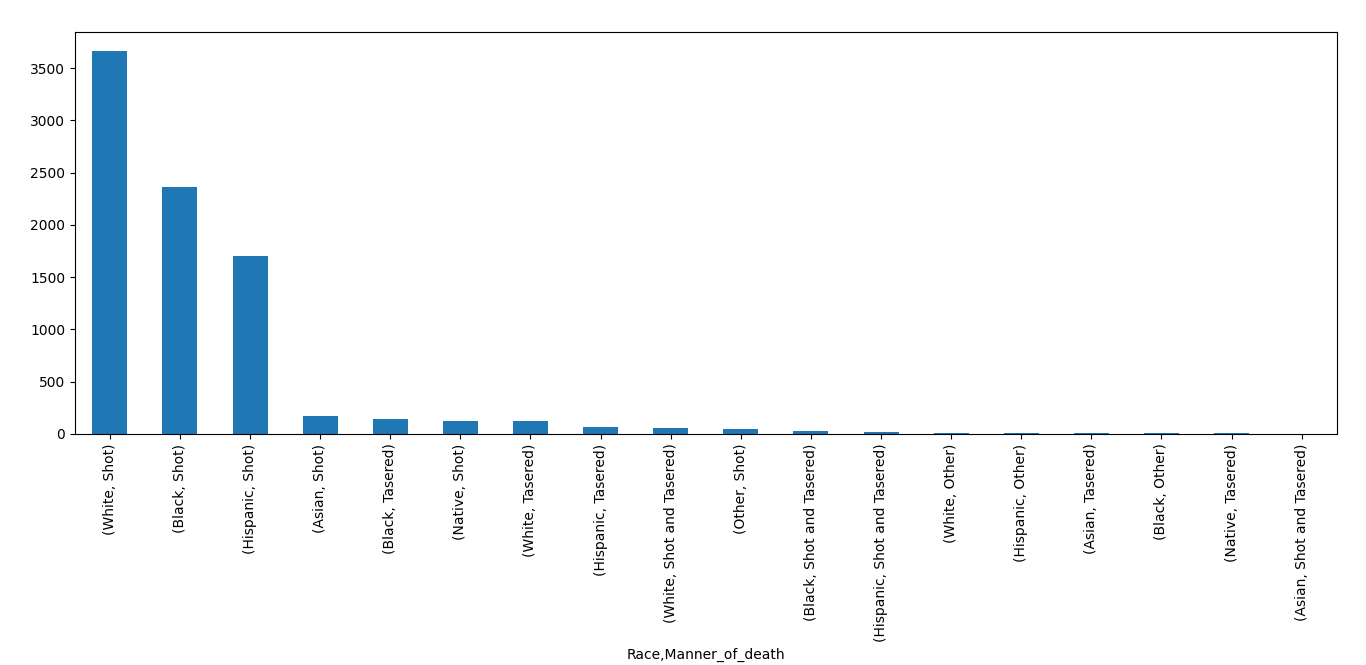 3500
3000
2500
2000
1500
1000
500
0
(White, Shot)
(Black, Shot)
(Hispanic, Shot)
(Asian, Shot)
(Black, Tasered)
(Native, Shot)
(White, Tasered)
(Hispanic, Tasered)
(White, Shot and Tasered)
(Other, Shot)
(Black, Shot and Tasered)
(Hispanic, Shot and Tasered)
(White, Other)
(Hispanic, Other)
(Asian, Tasered)
(Black, Other)
(Native, Tasered)
(Asian, Shot and Tasered)
Race,Manner_of_death